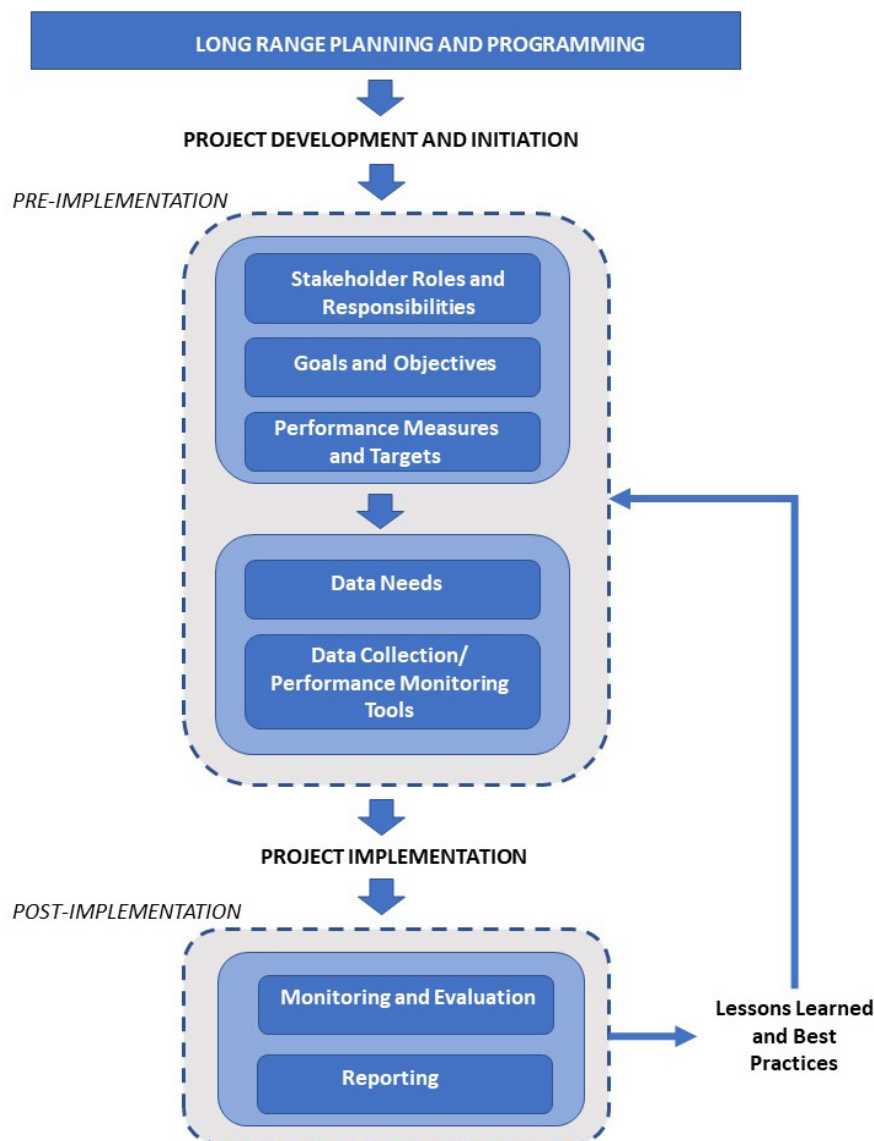 LONG RANGE PLANNING AND PROGRAMMING
PROJECT DEVELOPMENT AND INITIATION
PRE-IMPLEMENTATION
Stakeholder Roles and
Responsibilities
Goals and Objectives
Performance Measures
and Targets
Data Needs
Data Collection/
Performance Monitoring
Tools
PROJECT IMPLEMENTATION
POST-IMPLEMENTATION
Monitoring and Evaluation
Reporting
Lessons Learned
and Best
Practices